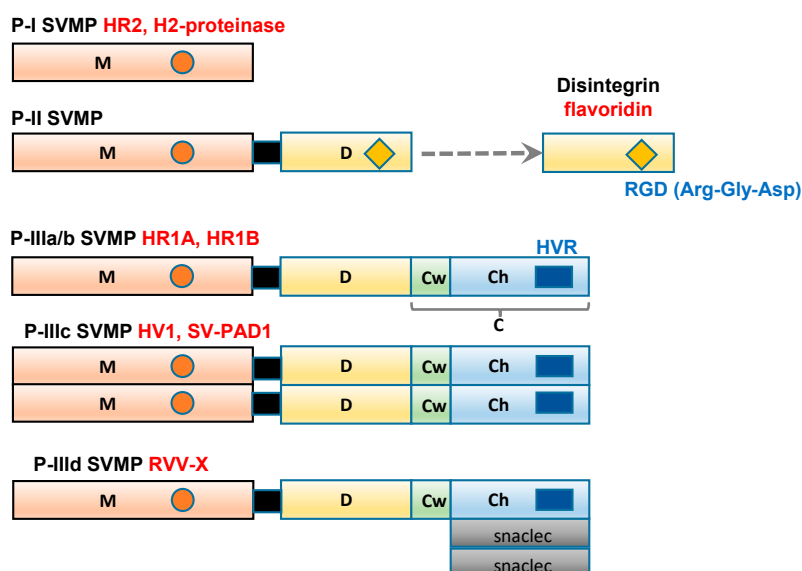 P-I SVMP HR2, H2-proteinase
M
Disintegrin
flavoridin
P-II SVMP
M D
RGD (Arg-Gly-Asp)
P-IIIa/b SVMP HR1A, HR1B
HVR
M D Cw Ch
C
P-IIIc SVMP HV1, SV-PAD1
M D Cw Ch
M D Cw Ch
P-IIId SVMP RVV-X
M D Cw Ch
snaclec
snaclec